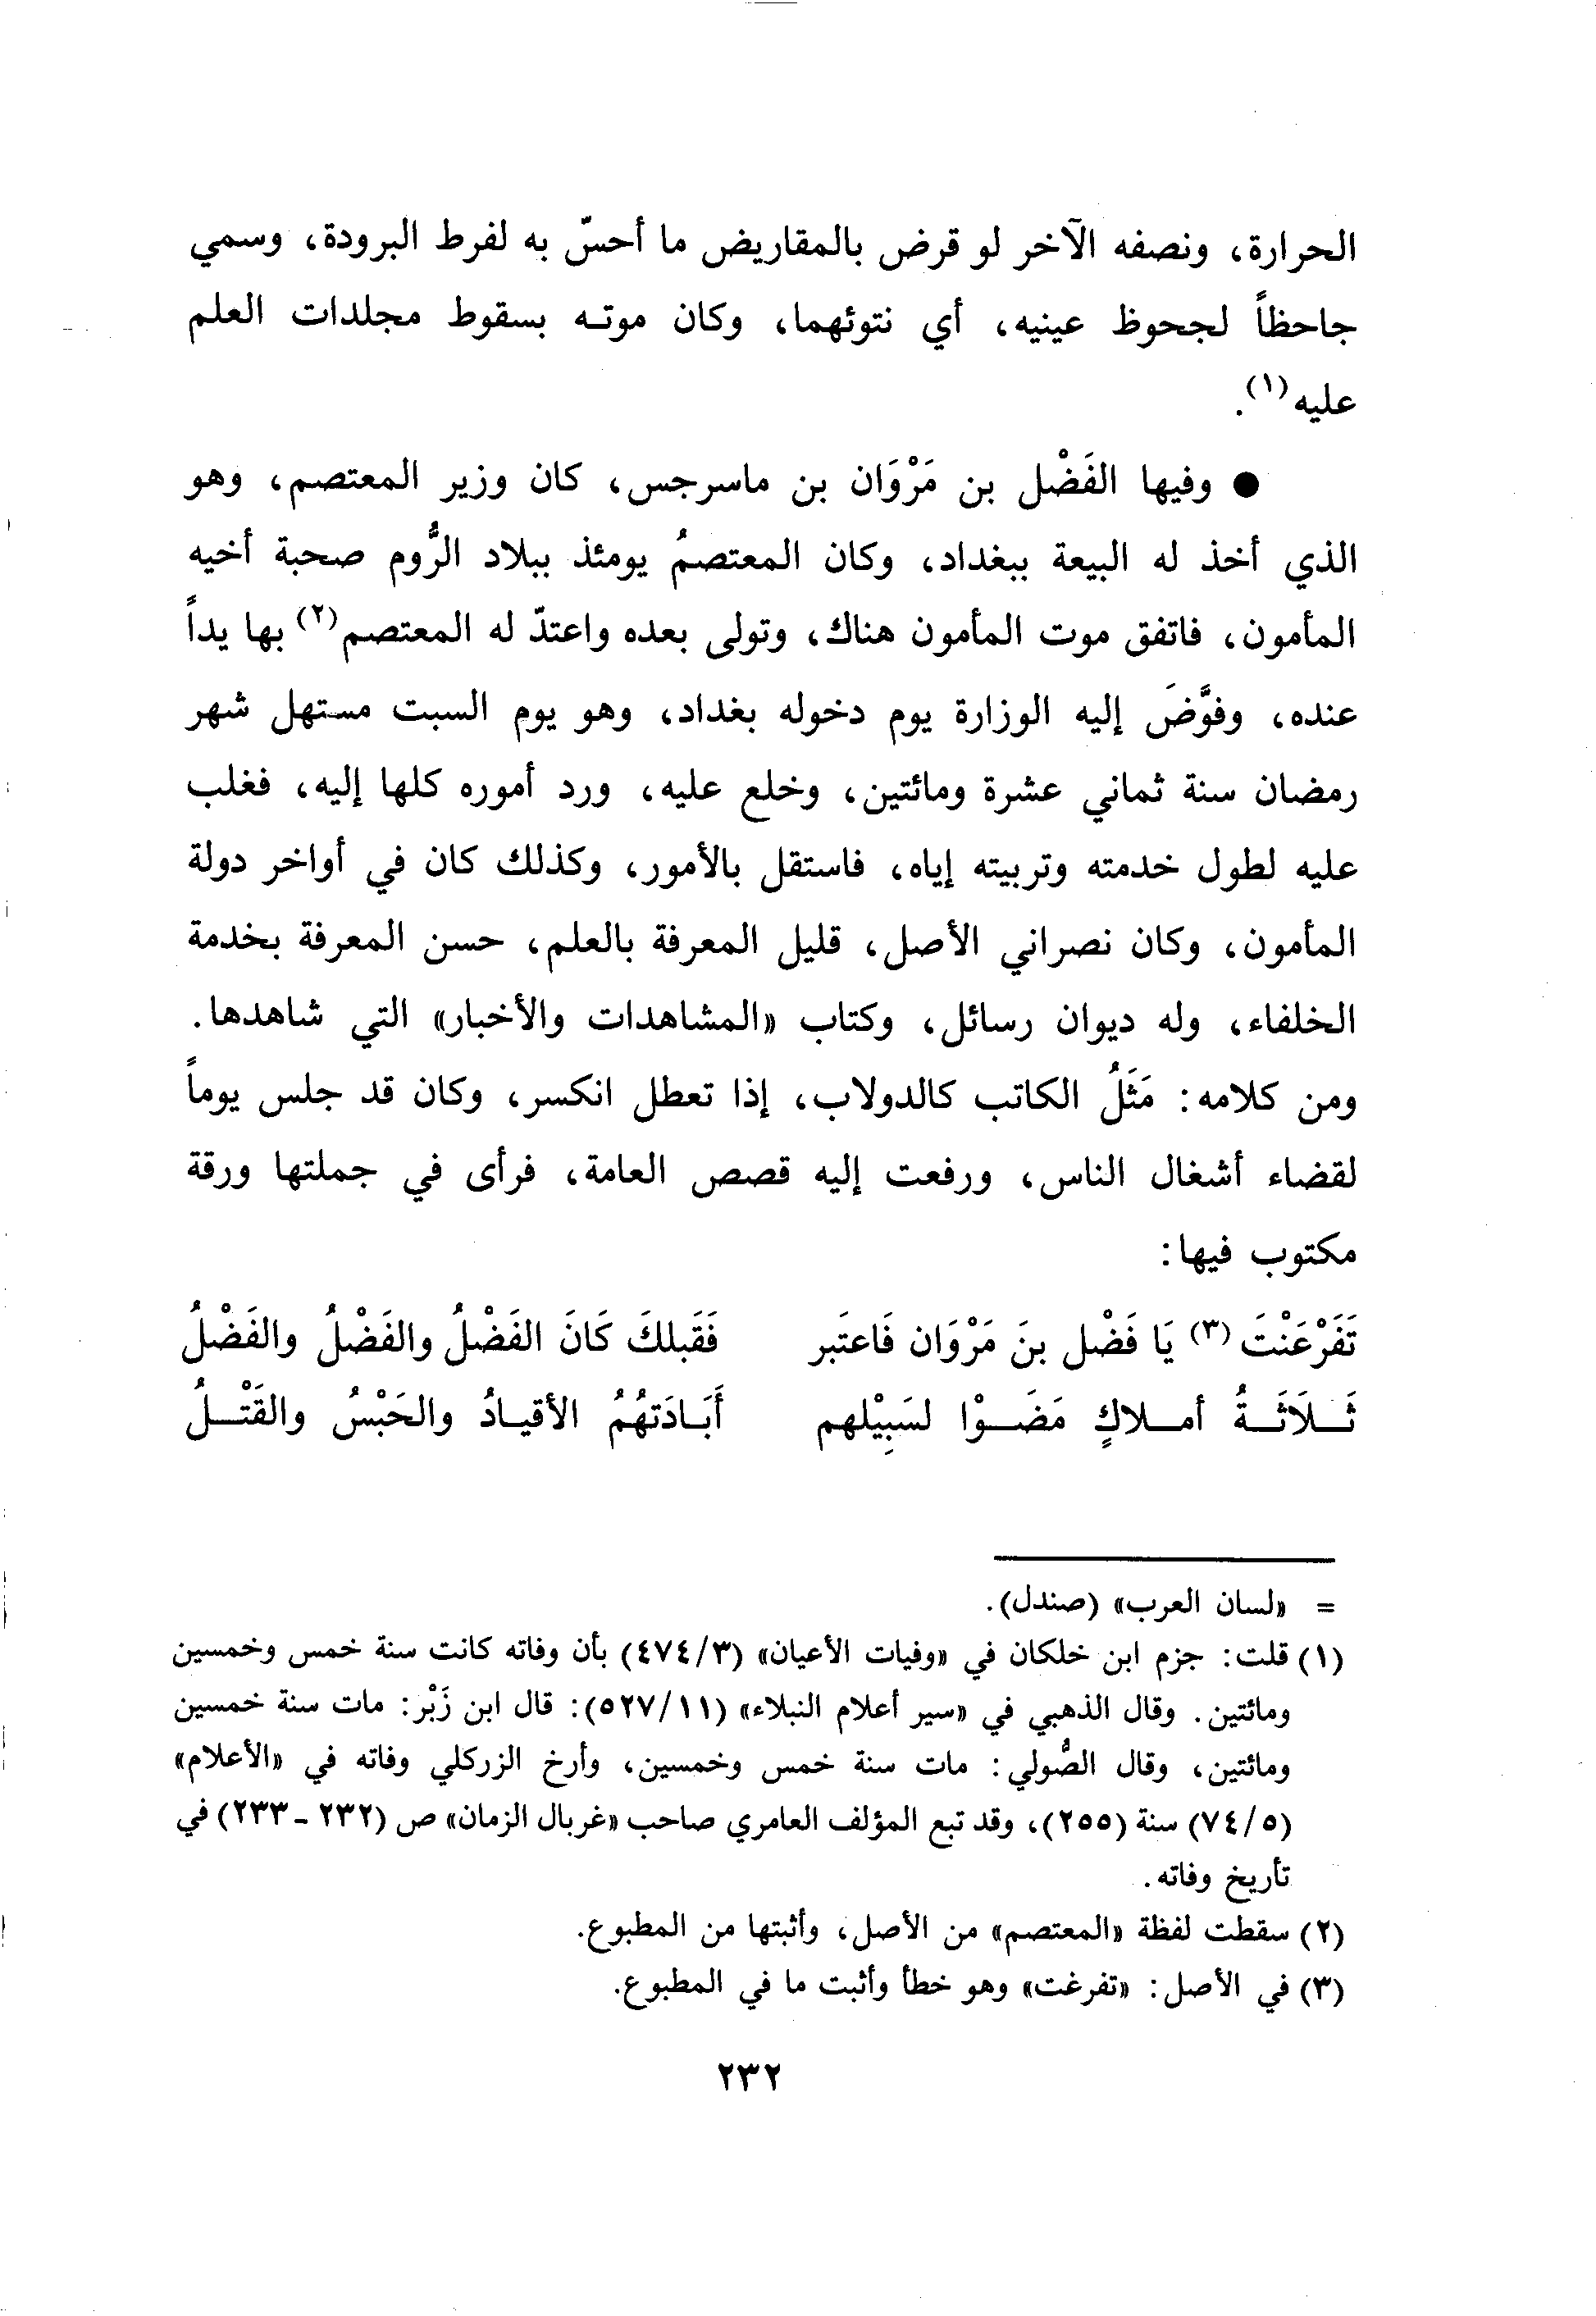 الحرارة، ونصفه الآخر لو قرض بالمقاريض ما أحسّ به لفرط البرودة، وسمي
جاحظاً لجحوظ عينيه، أي نتوئهما، وكان موتـه بسقوط مجلدات العلم
عليه(١).
● وفيها الفَضْل بن مَرْوَان بن ماسرجس، كان وزير المعتصم، وهو
الذي أخذ له البيعة ببغداد، وكان المعتصمُ يومئذ ببلاد الرُّوم صحبة أخيه
المأمون، فاتفق موت المأمون هناك، وتولى بعده واعتدّ له المعتصم(٢) بها يداً
عنده، وفوَّضَ إليه الوزارة يوم دخوله بغداد، وهو يوم السبت مستهل شهر
رمضان سنة ثماني عشرة ومائتين، وخلع عليه، ورد أموره كلها إليه، فغلب
عليه لطول خدمته وتربيته إياه، فاستقل بالأمور، وكذلك كان في أواخر دولة
المأمون، وكان نصراني الأصل، قليل المعرفة بالعلم، حسن المعرفة بخدمة
الخلفاء، وله ديوان رسائل، وكتاب «المشاهدات والأخبار» التي شاهدها.
ومن كلامه: مَثَلُ الكاتب كالدولاب، إذا تعطل انكسر، وكان قد جلس يوماً
لقضاء أشغال الناس، ورفعت إليه قصص العامة، فرأى في جملتها ورقة
مكتوب فيها:
تَفَرْعَنْتَ(٣) يَا فَضْل بنَ مَرْوَان فَاعتَبر فَقَبلكَ كَانَ الفَضْلُ والفَضْلُ والفَضْلُ
ثَـلَاثَـةُ أمـلاكٍ مَضَـوْا لسَبِيْلهم أَبَـادَتهُمُ الأقيـادُ والحَبْسُ والقَتْـلُ
= «لسان العرب» (صندل).
(١) قلت: جزم ابن خلكان في «وفيات الأعيان» (٤٧٤/٣) بأن وفاته كانت سنة خمس وخمسين
ومائتين. وقال الذهبي في «سير أعلام النبلاء» (٥٢٧/١١): قال ابن زَبْر: مات سنة خمسين
ومائتين، وقال الصُّولي: مات سنة خمس وخمسين، وأرخ الزركلي وفاته في «الأعلام»
(٧٤/٥) سنة (٢٥٥)، وقد تبع المؤلف العامري صاحب «غربال الزمان» ص (٢٣٢ - ٢٣٣) في
تأريخ وفاته.
(٢) سقطت لفظة «المعتصم» من الأصل، وأثبتها من المطبوع.
(٣) في الأصل: «تفرغت» وهو خطأ وأثبت ما في المطبوع.
٢٣٢